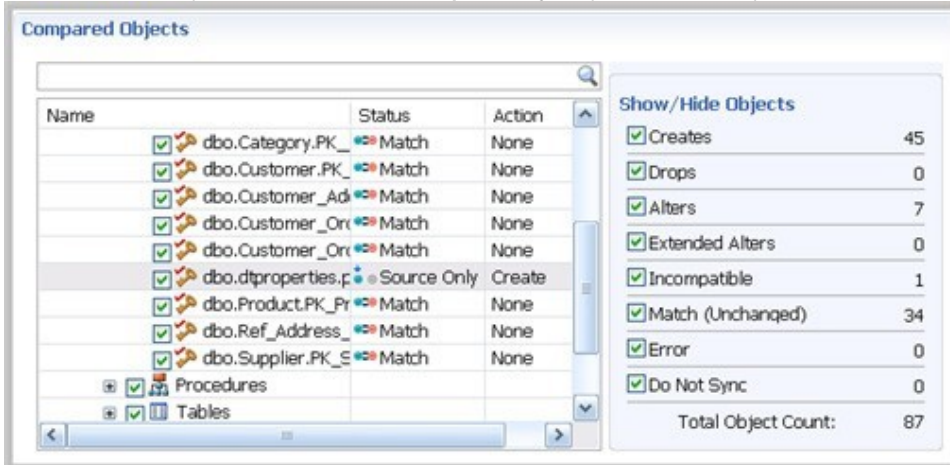 Compared Objects
Name Status Action
dbo.Category.PK_ Match None
dbo.Customer.PK_ Match None
dbo.Customer_Ad Match None
dbo.Customer_Or Match None
dbo.Customer_Or Match None
dbo.dtproperties.p Source Only Create
dbo.Product.PK_Pr Match None
dbo.Ref_Address_ Match None
dbo.Supplier.PK_S Match None
Procedures
Tables
Show/Hide Objects
Creates 45
Drops 0
Alters 7
Extended Alters 0
Incompatible 1
Match (Unchanged) 34
Error 0
Do Not Sync 0
Total Object Count: 87